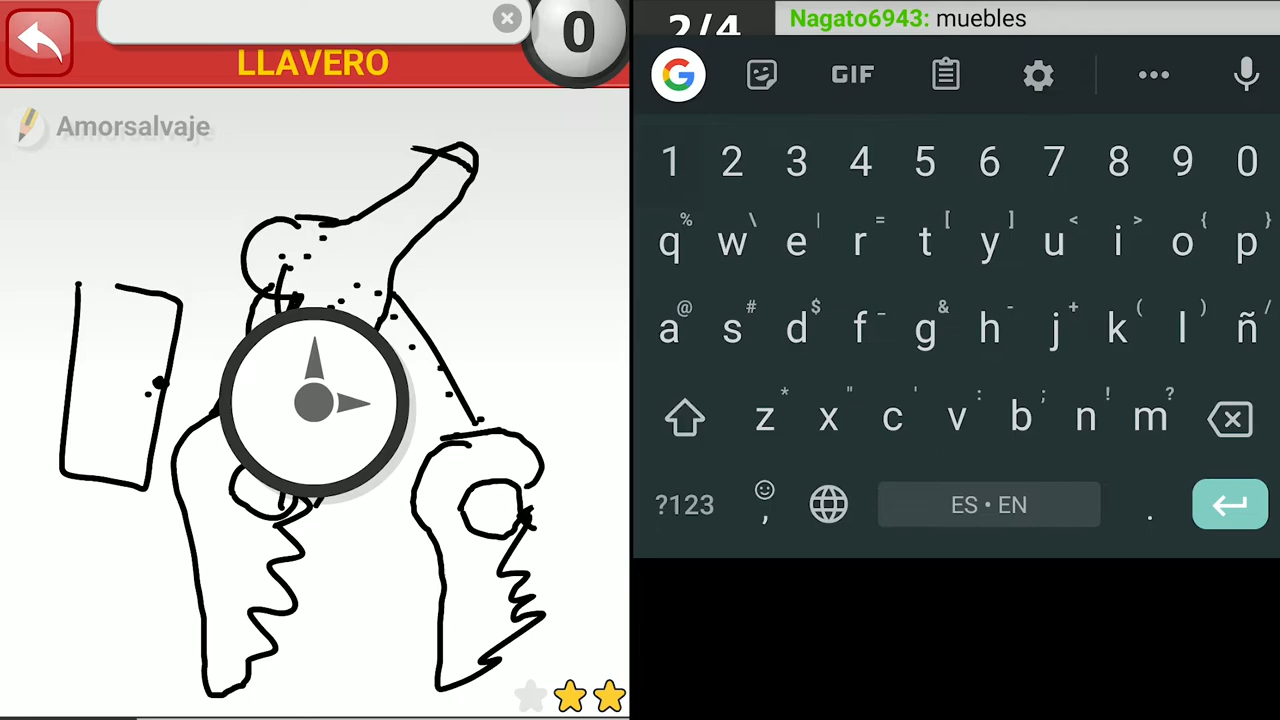 0
LLAVERO
Amorsalvaje
2/4
Nagato6943: muebles
G GIF
1 2 3 4 5 6 7 8 9 0
% \ | = [ ] < > { }
q w e r t y u i o p
@ # $ _ & - + ( ) /
a s d f g h j k l ñ
* " ' : ; ! ?
z x c v b n m
?123 , ES • EN .